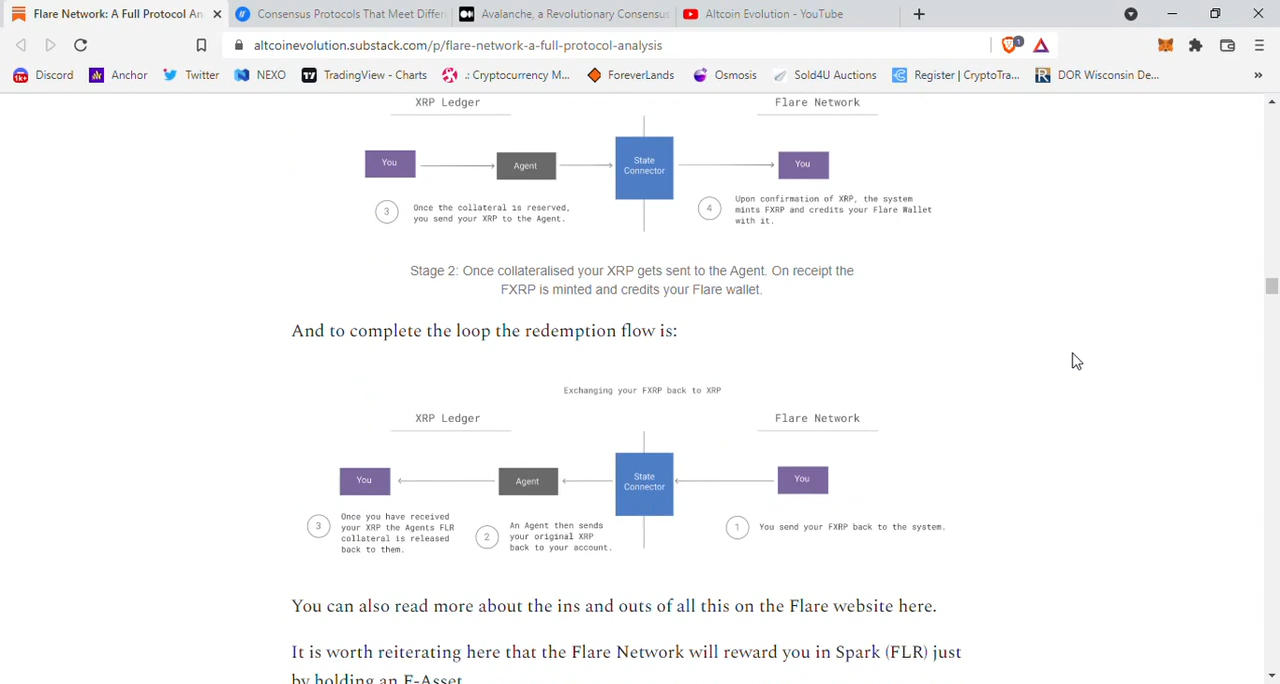 Flare Network: A Full Protocol An
Consensus Protocols That Meet Differ
Avalanche, a Revolutionary Consensus
Altcoin Evolution - YouTube
altcoinevolution.substack.com/p/flare-network-a-full-protocol-analysis
1
Discord
Anchor
Twitter
NEXO
TradingView - Charts
.: Cryptocurrency M...
ForeverLands
Osmosis
Sold4U Auctions
Register | CryptoTra...
DOR Wisconsin De...
XRP Ledger
Flare Network
You
Agent
State
Connector
You
3
Once the collateral is reserved,
you send your XRP to the Agent.
4
Upon confirmation of XRP, the system
mints FXRP and credits your Flare Wallet
with it.
Stage 2: Once collateralised your XRP gets sent to the Agent. On receipt the
FXRP is minted and credits your Flare wallet.
And to complete the loop the redemption flow is:
Exchanging your FXRP back to XRP
XRP Ledger
Flare Network
You
Agent
State
Connector
You
3
Once you have received
your XRP the Agents FLR
collateral is released
back to them.
2
An Agent then sends
your original XRP
back to your account.
1
You send your FXRP back to the system.
You can also read more about the ins and outs of all this on the Flare website here.
It is worth reiterating here that the Flare Network will reward you in Spark (FLR) just
by holding an F-Asset